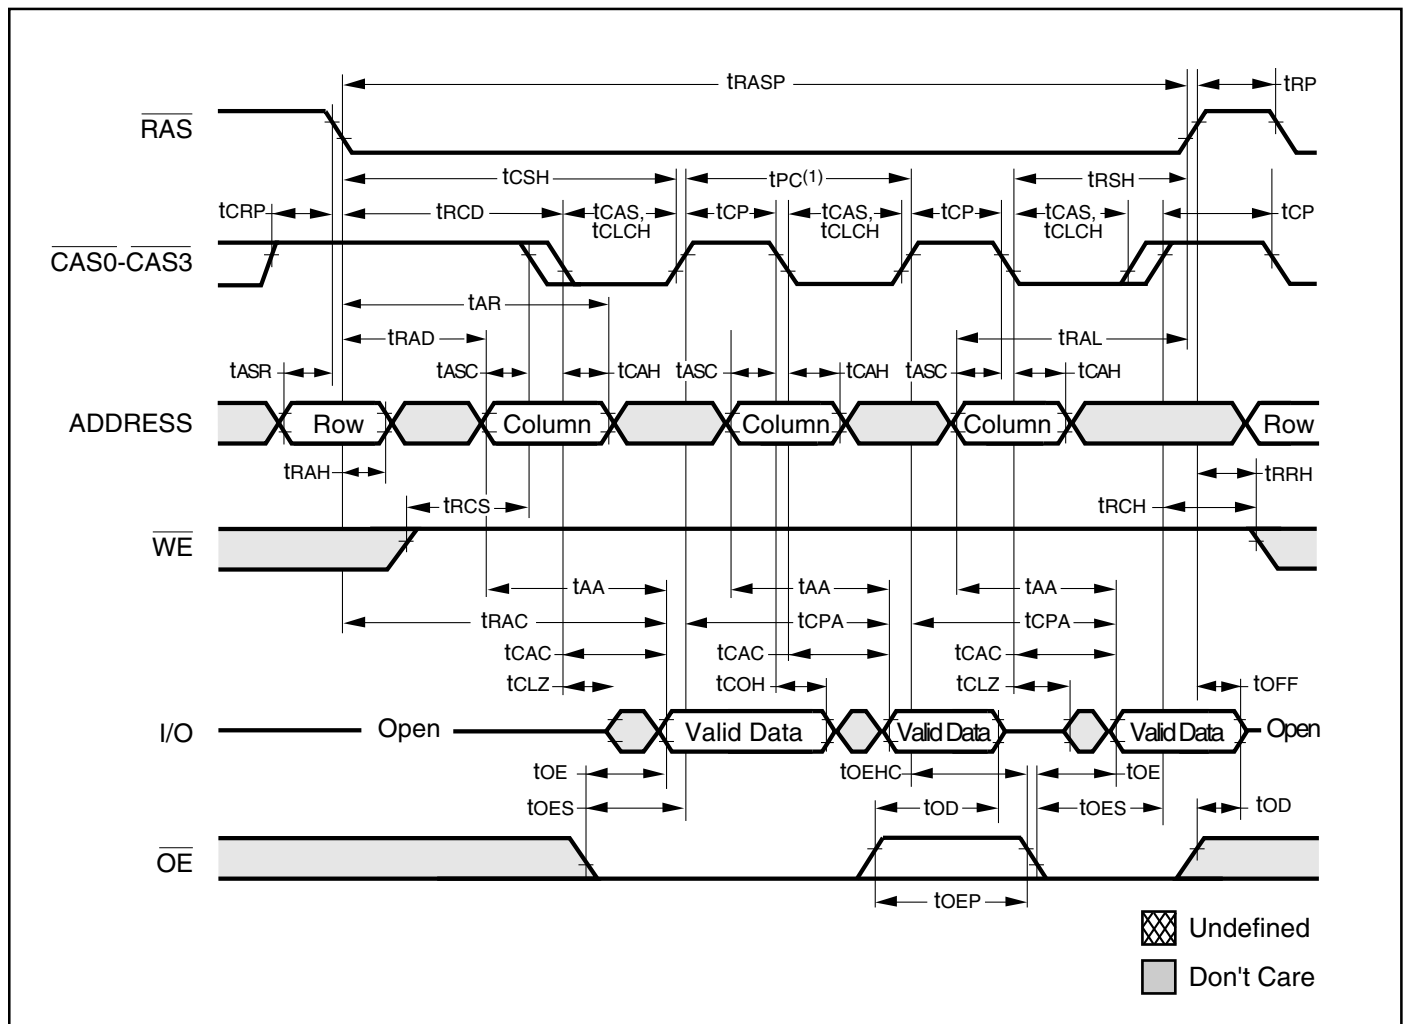 tRASP tRP
RAS
tCSH tPC(1) tRSH
tCRP tRCD tCAS, tCP tCAS, tCP tCAS, tCP
tCLCH tCLCH tCLCH
CAS0-CAS3
tAR
tRAD tRAL
tASR tASC tCAH tASC tCAH tASC tCAH
ADDRESS Row Column Column Column Row
tRAH tRRH
tRCS tRCH
WE
tAA tAA tAA
tRAC tCPA tCPA
tCAC tCAC tCAC
tCLZ tCOH tCLZ tOFF
I/O Open Valid Data Valid Data Valid Data Open
tOE tOEHC tOE
tOES tOD tOES tOD
OE
tOEP
Undefined
Don't Care